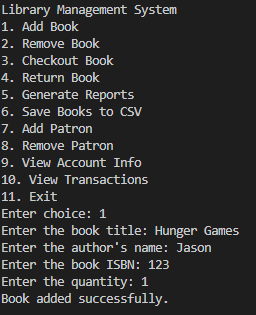 Library Management System
1. Add Book
2. Remove Book
3. Checkout Book
4. Return Book
5. Generate Reports
6. Save Books to CSV
7. Add Patron
8. Remove Patron
9. View Account Info
10. View Transactions
11. Exit
Enter choice: 1
Enter the book title: Hunger Games
Enter the author's name: Jason
Enter the book ISBN: 123
Enter the quantity: 1
Book added successfully.